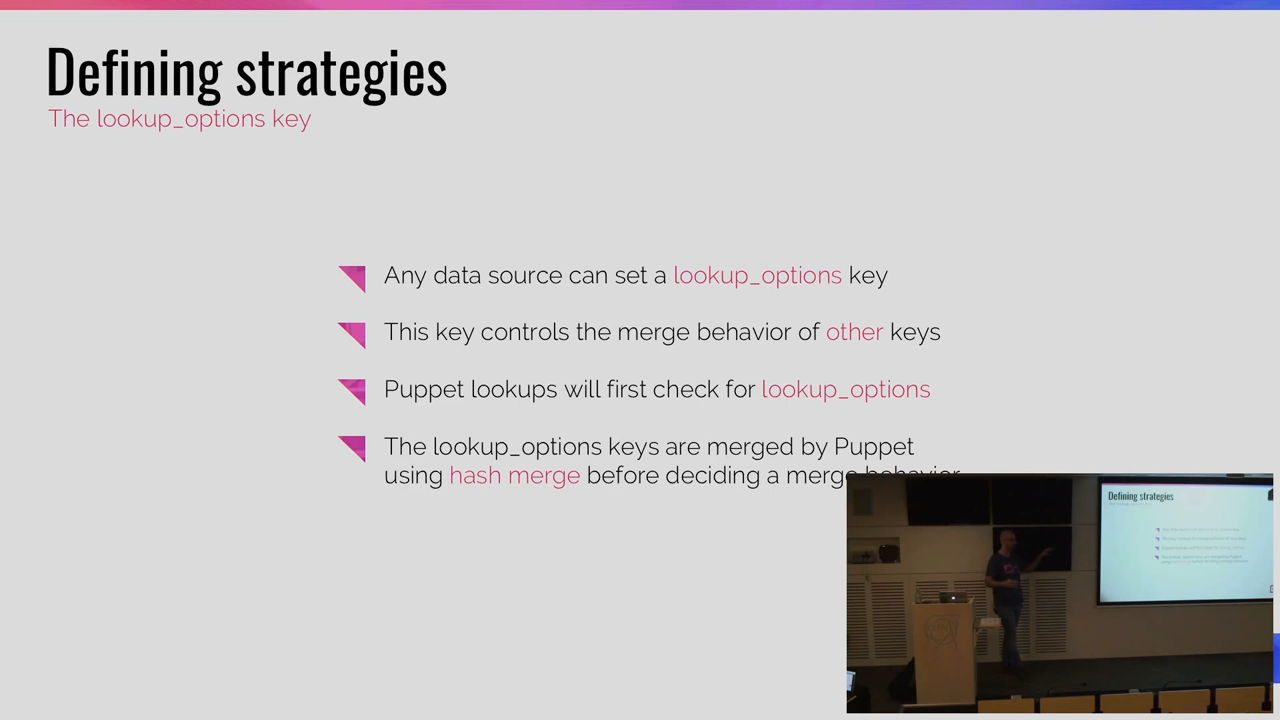 Defining strategies
The lookup_options key
Any data source can set a lookup_options key
This key controls the merge behavior of other keys
Puppet lookups will first check for lookup_options
The lookup_options keys are merged by Puppet
using hash merge before deciding a merge behavior
Defining strategies